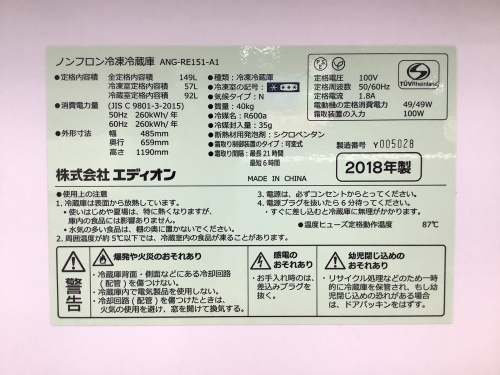 ノンフロン冷凍冷蔵庫 ANG-RE151-A1
●定格内容積 全定格内容積 149L
冷凍室定格内容積 57L
冷蔵室定格内容積 92L
●消費電力量 (JIS C 9801-3-2015)
50Hz 260kWh/年
60Hz 260kWh/年
●外形寸法 幅 485mm
奥行 659mm
高さ 1190mm
●種類：冷凍冷蔵庫
●冷凍室の記号：
●気候タイプ：N
●質量：40kg
●冷媒名：R600a
●冷媒封入量：35g
●断熱材用発泡剤：シクロペンタン
●霜取り制御装置のタイプ：可変式
●霜取り間隔：最長21時間
最短6時間
定格電圧 100V
定格周波数 50/60Hz
定格電流 1.8A
電動機の定格消費電力 49/49W
霜取装置の消費電力 100W
TÜVRheinland
製造番号 Y005028
2018年製
株式会社 エディオン
MADE IN CHINA
●使用上の注意
1. 冷蔵庫は表面から放熱しています。
・使いはじめや夏場は、特に熱くなりますが、
庫内の食品には影響ありません。
・水気の多い食品は、奥に置かないでください。
2. 周囲温度が約5℃以下では、冷蔵室内の食品が凍ることがあります。
3. 電源は、必ずコンセントからとってください。
4. 電源プラグを抜いたら6分待ってください。
・すぐに差し込むと冷蔵庫に無理がかかります。
●温度ヒューズ定格動作温度 87℃
警告
爆発や火災のおそれあり
・冷蔵庫背面・側面などにある冷却回路
(配管) を傷つけない。
・冷蔵庫内で電気製品を使用しない。
・冷却回路 (配管) を傷つけたときは、
火気の使用を避け、窓を開けて換気する。
感電の
おそれあり
・お手入れ時のは、
差込みプラグを
抜く。
幼児閉じ込めの
おそれあり
・リサイクル処理などのため一時
的に冷蔵庫を保管され、もし幼
児閉じ込めの恐れがある場合
は、ドアパッキンをはずす。